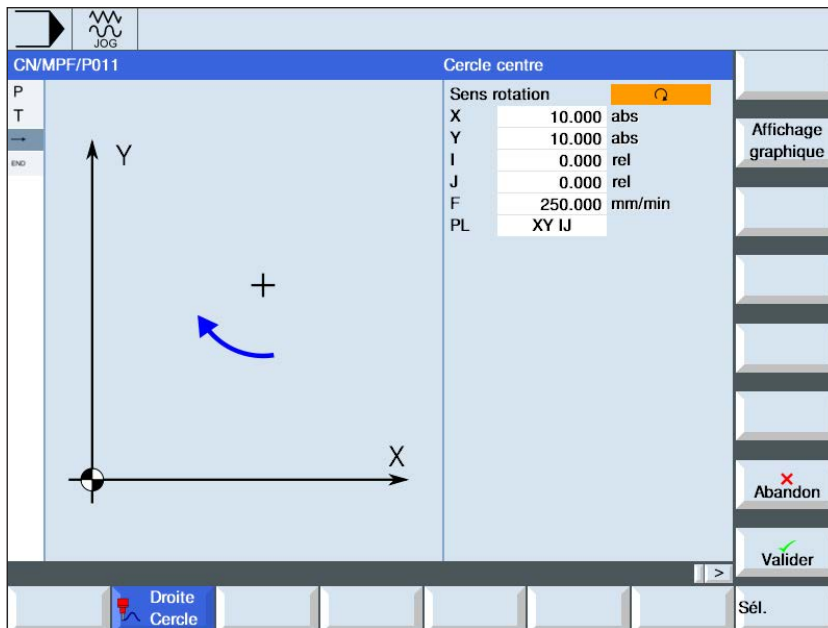 JOG
CN/MPF/P011
Cercle centre
P
T
END
Y
X
Sens rotation
X 10.000 abs
Y 10.000 abs
I 0.000 rel
J 0.000 rel
F 250.000 mm/min
PL XY IJ
Affichage
graphique
Abandon
Valider
>
Droite
Cercle
Sél.